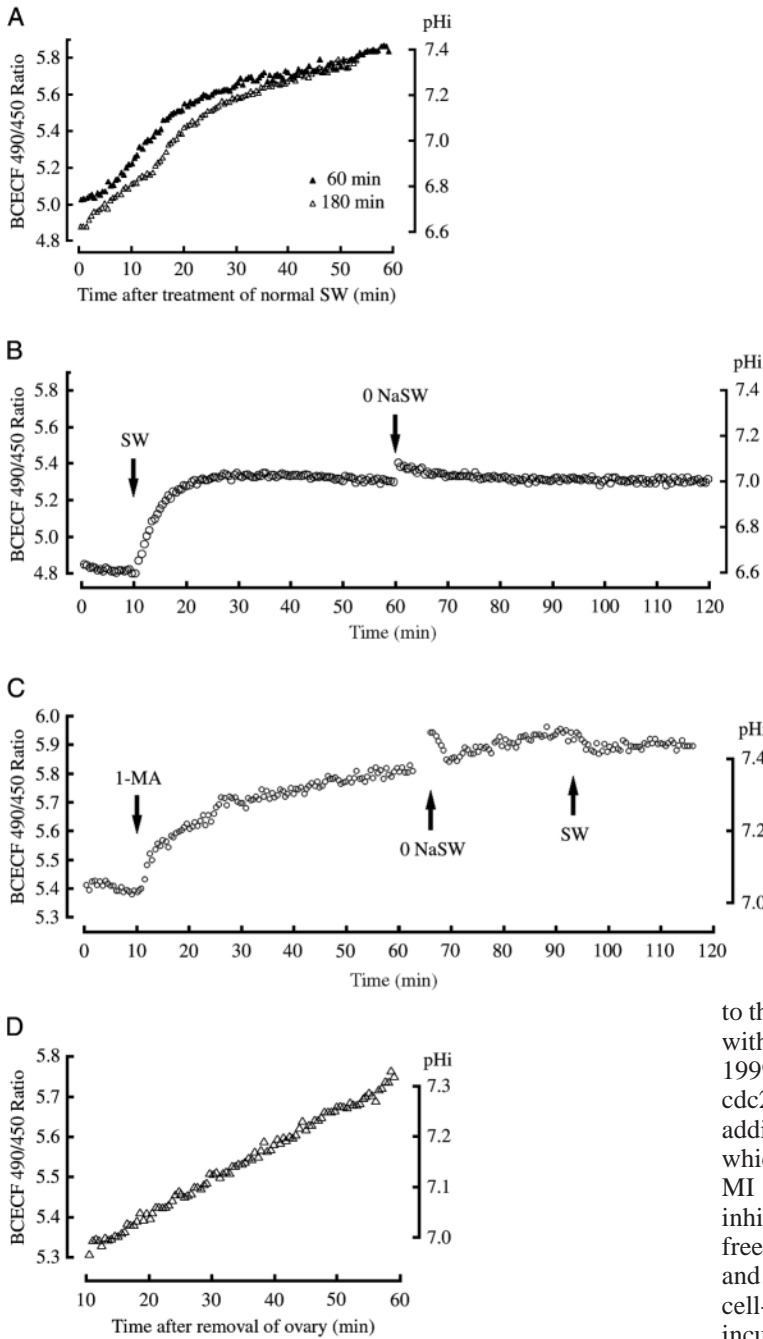 A
BCECF 490/450 Ratio
pHi
5.8
5.6
5.4
5.2
5.0
4.8
7.4
7.2
7.0
6.8
6.6
▲ 60 min
△ 180 min
0 10 20 30 40 50 60
Time after treatment of normal SW (min)
B
BCECF 490/450 Ratio
pHi
5.8
5.6
5.4
5.2
5.0
4.8
7.4
7.2
7.0
6.8
6.6
SW
0 NaSW
0 10 20 30 40 50 60 70 80 90 100 110 120
Time (min)
C
BCECF 490/450 Ratio
pHi
6.0
5.9
5.8
5.7
5.6
5.5
5.4
5.3
7.4
7.2
7.0
1-MA
0 NaSW
SW
0 10 20 30 40 50 60 70 80 90 100 110 120
Time (min)
D
BCECF 490/450 Ratio
pHi
5.8
5.7
5.6
5.5
5.4
5.3
7.3
7.2
7.1
7.0
10 20 30 40 50 60
Time after removal of ovary (min)
to th
with
1999
cdc2
addi
whic
MI
inhi
free
and
cell-
incu